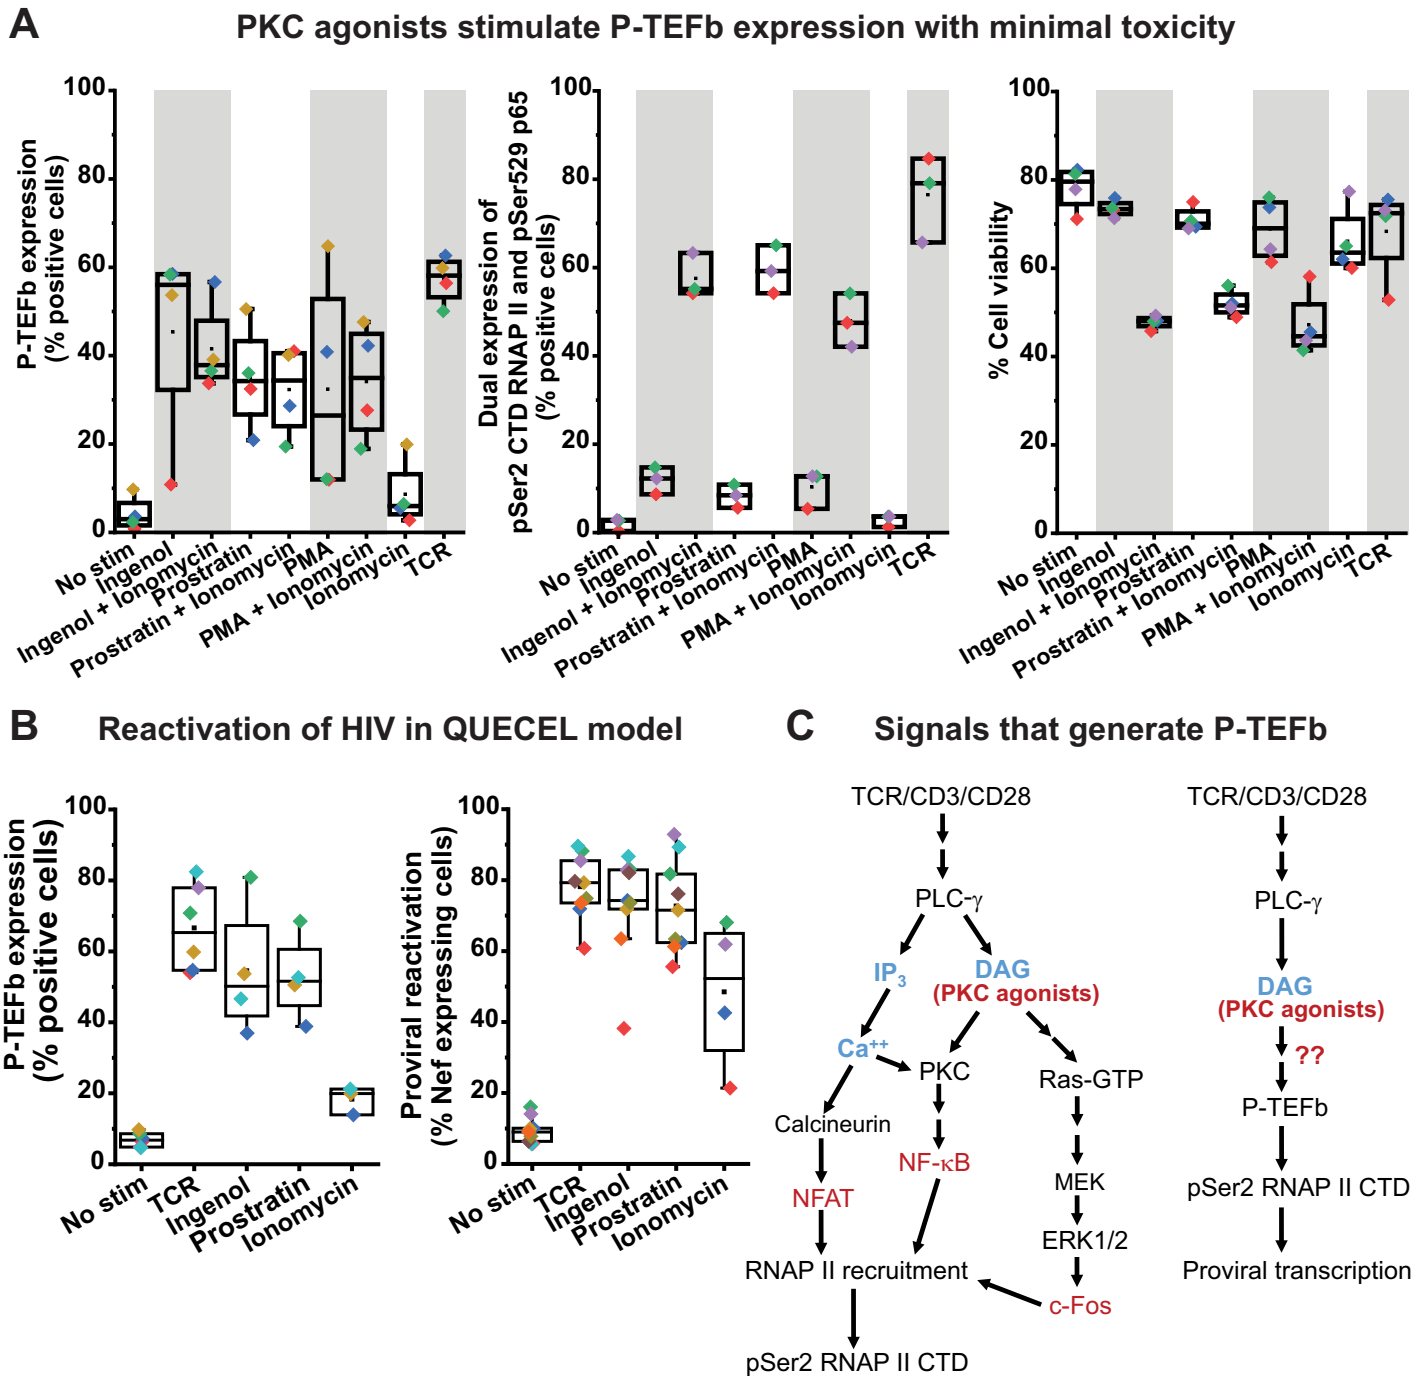 A PKC agonists stimulate P-TEFb expression with minimal toxicity
P-TEFb expression
(% positive cells)
100
80
60
40
20
0
No stim
Ingenol
Ingenol + Ionomycin
Prostratin
Prostratin + Ionomycin
PMA
PMA + Ionomycin
Ionomycin
TCR
Dual expression of
pSer2 CTD RNAP II and pSer529 p65
(% positive cells)
100
80
60
40
20
0
No stim
Ingenol
Ingenol + Ionomycin
Prostratin
Prostratin + Ionomycin
PMA
PMA + Ionomycin
Ionomycin
TCR
% Cell viability
100
80
60
40
20
0
No stim
Ingenol
Ingenol + Ionomycin
Prostratin
Prostratin + Ionomycin
PMA
PMA + Ionomycin
Ionomycin
TCR
B Reactivation of HIV in QUECEL model
P-TEFb expression
(% positive cells)
100
80
60
40
20
0
No stim
TCR
Ingenol
Prostratin
Ionomycin
Proviral reactivation
(% Nef expressing cells)
100
80
60
40
20
0
No stim
TCR
Ingenol
Prostratin
Ionomycin
C Signals that generate P-TEFb
TCR/CD3/CD28
PLC-γ
IP3
DAG
(PKC agonists)
Ca++
PKC
Ras-GTP
Calcineurin
NF-κB
MEK
NFAT
ERK1/2
RNAP II recruitment
c-Fos
pSer2 RNAP II CTD
TCR/CD3/CD28
PLC-γ
DAG
(PKC agonists)
??
P-TEFb
pSer2 RNAP II CTD
Proviral transcription